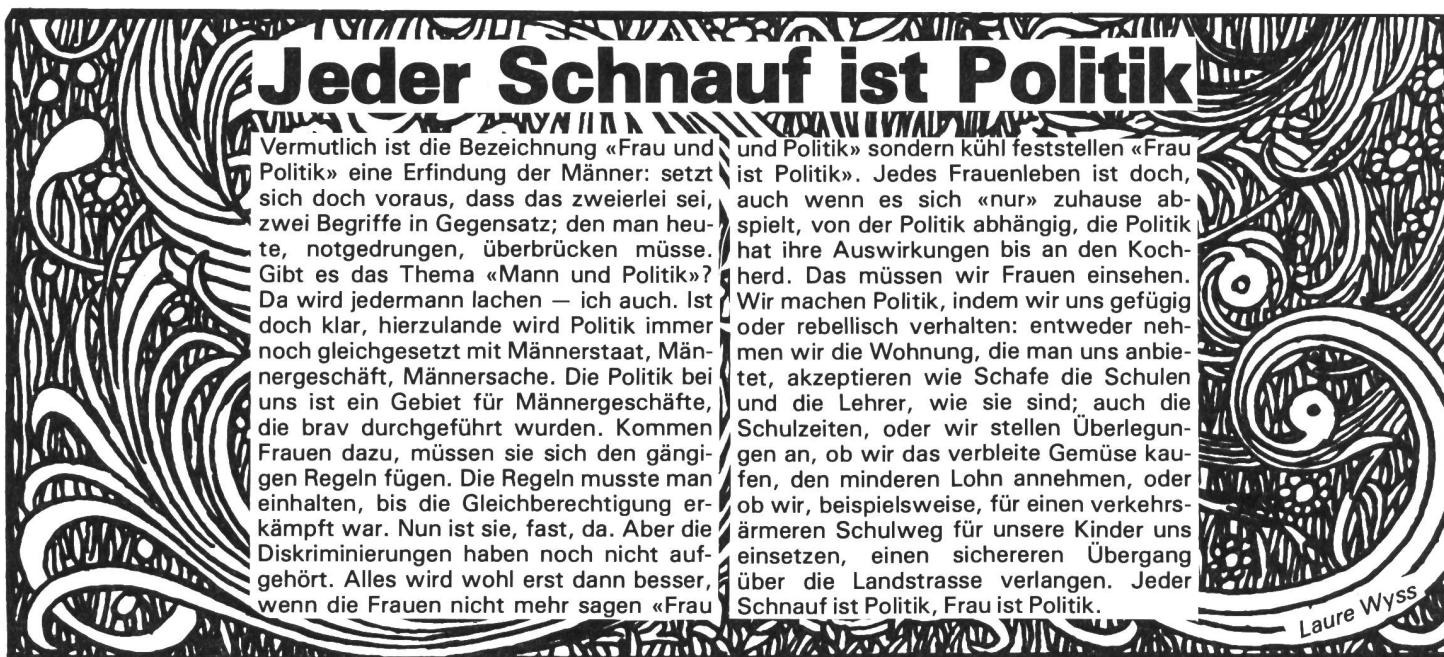 Jeder Schnauf ist Politik
Vermutlich ist die Bezeichnung «Frau und
Politik» eine Erfindung der Männer: setzt
sich doch voraus, dass das zweierlei sei,
zwei Begriffe in Gegensatz; den man heu-
te, notgedrungen, überbrücken müsse.
Gibt es das Thema «Mann und Politik»?
Da wird jedermann lachen — ich auch. Ist
doch klar, hierzulande wird Politik immer
noch gleichgesetzt mit Männerstaat, Män-
nergeschäft, Männersache. Die Politik bei
uns ist ein Gebiet für Männergeschäfte,
die brav durchgeführt wurden. Kommen
Frauen dazu, müssen sie sich den gängi-
gen Regeln fügen. Die Regeln musste man
einhalten, bis die Gleichberechtigung er-
kämpft war. Nun ist sie, fast, da. Aber die
Diskriminierungen haben noch nicht auf-
gehört. Alles wird wohl erst dann besser,
wenn die Frauen nicht mehr sagen «Frau
und Politik» sondern kühl feststellen «Frau
ist Politik». Jedes Frauenleben ist doch,
auch wenn es sich «nur» zuhause ab-
spielt, von der Politik abhängig, die Politik
hat ihre Auswirkungen bis an den Koch-
herd. Das müssen wir Frauen einsehen.
Wir machen Politik, indem wir uns gefügig
oder rebellisch verhalten: entweder neh-
men wir die Wohnung, die man uns anbie-
tet, akzeptieren wie Schafe die Schulen
und die Lehrer, wie sie sind; auch die
Schulzeiten, oder wir stellen Überlegun-
gen an, ob wir das verbleite Gemüse kau-
fen, den minderen Lohn annehmen, oder
ob wir, beispielsweise, für einen verkehrs-
ärmeren Schulweg für unsere Kinder uns
einsetzen, einen sichereren Übergang
über die Landstrasse verlangen. Jeder
Schnauf ist Politik, Frau ist Politik.
Laure Wyss